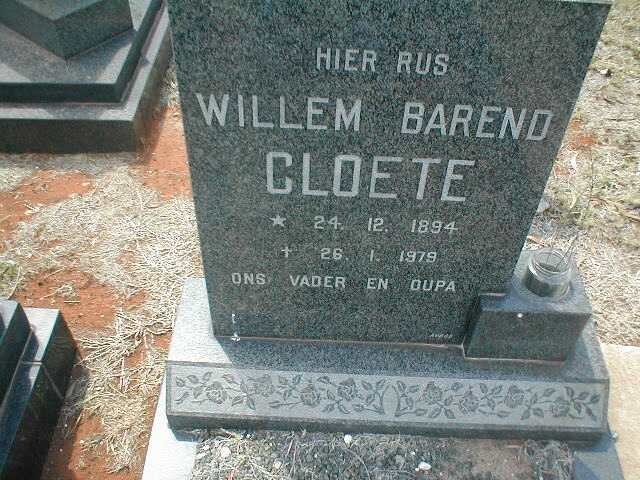 HIER RUS
WILLEM BAREND
CLOETE
★ 24. 12. 1894
✝ 26. 1. 1979
ONS VADER EN OUPA